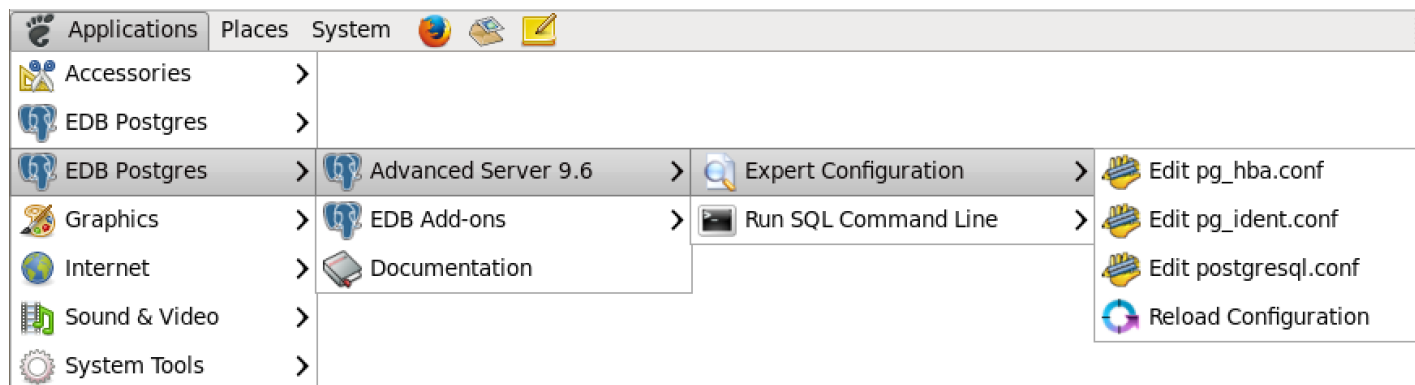 Applications Places System
Accessories
EDB Postgres
EDB Postgres Advanced Server 9.6 Expert Configuration Edit pg_hba.conf
Graphics EDB Add-ons Run SQL Command Line Edit pg_ident.conf
Internet Documentation Edit postgresql.conf
Sound & Video Reload Configuration
System Tools